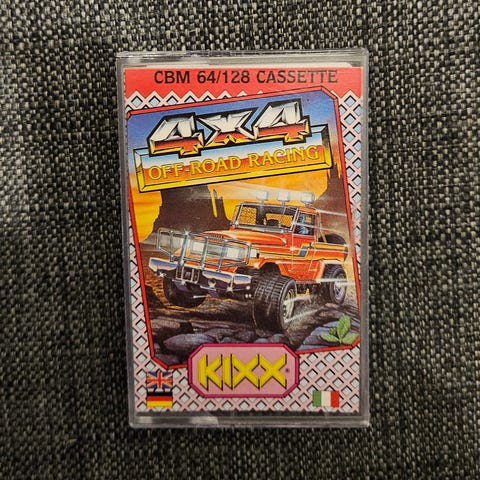 CBM 64/128 CASSETTE
4x4
OFF-ROAD RACING
KIXX